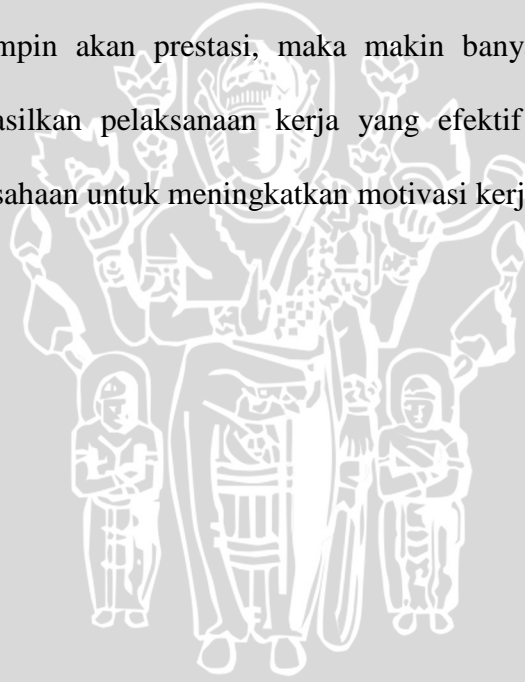 mpin akan prestasi, maka makin bany
asilkan pelaksanaan kerja yang efektif
sahaan untuk meningkatkan motivasi kerj